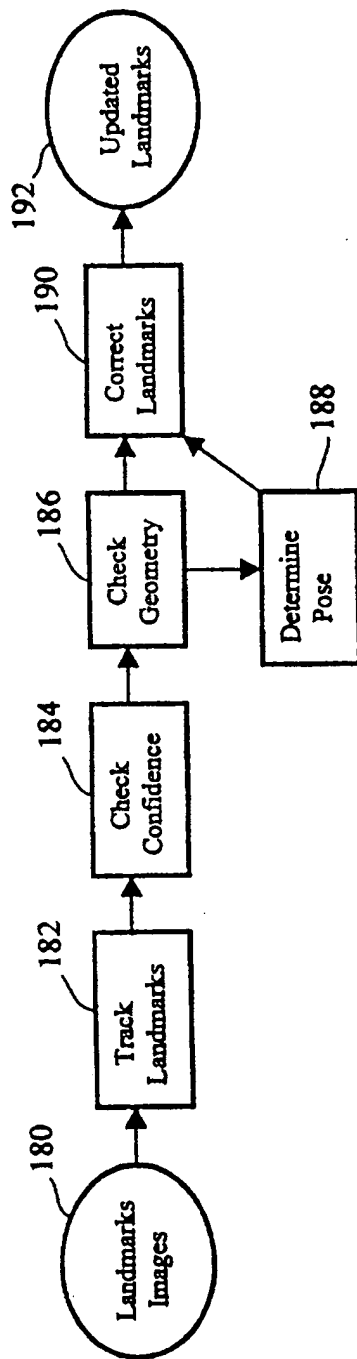 180
Landmarks
Images
182
Track
Landmarks
184
Check
Confidence
186
Check
Geometry
188
Determine
Pose
190
Correct
Landmarks
192
Updated
Landmarks